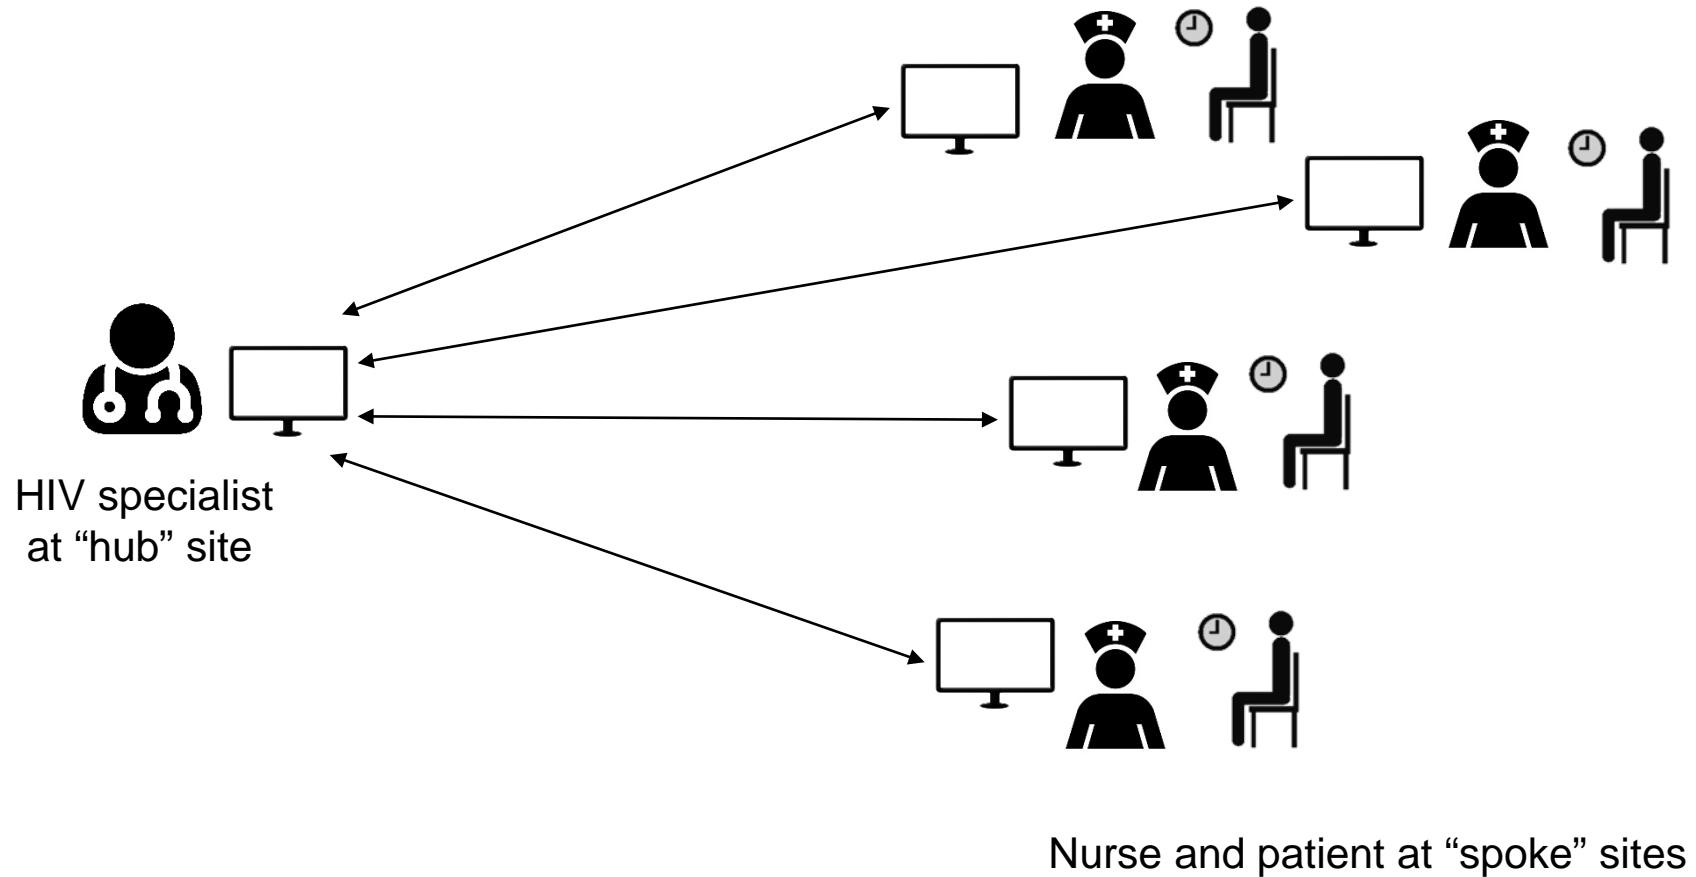 HIV specialist
at “hub” site
Nurse and patient at “spoke” sites